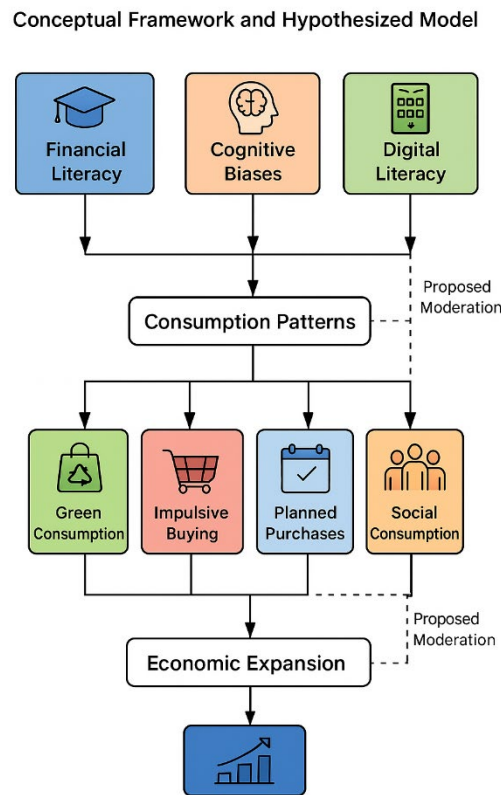 Conceptual Framework and Hypothesized Model
Financial
Literacy
Cognitive
Biases
Digital
Literacy
Proposed
Moderation
Consumption Patterns
Green
Consumption
Impulsive
Buying
Planned
Purchases
Social
Consumption
Proposed
Moderation
Economic Expansion